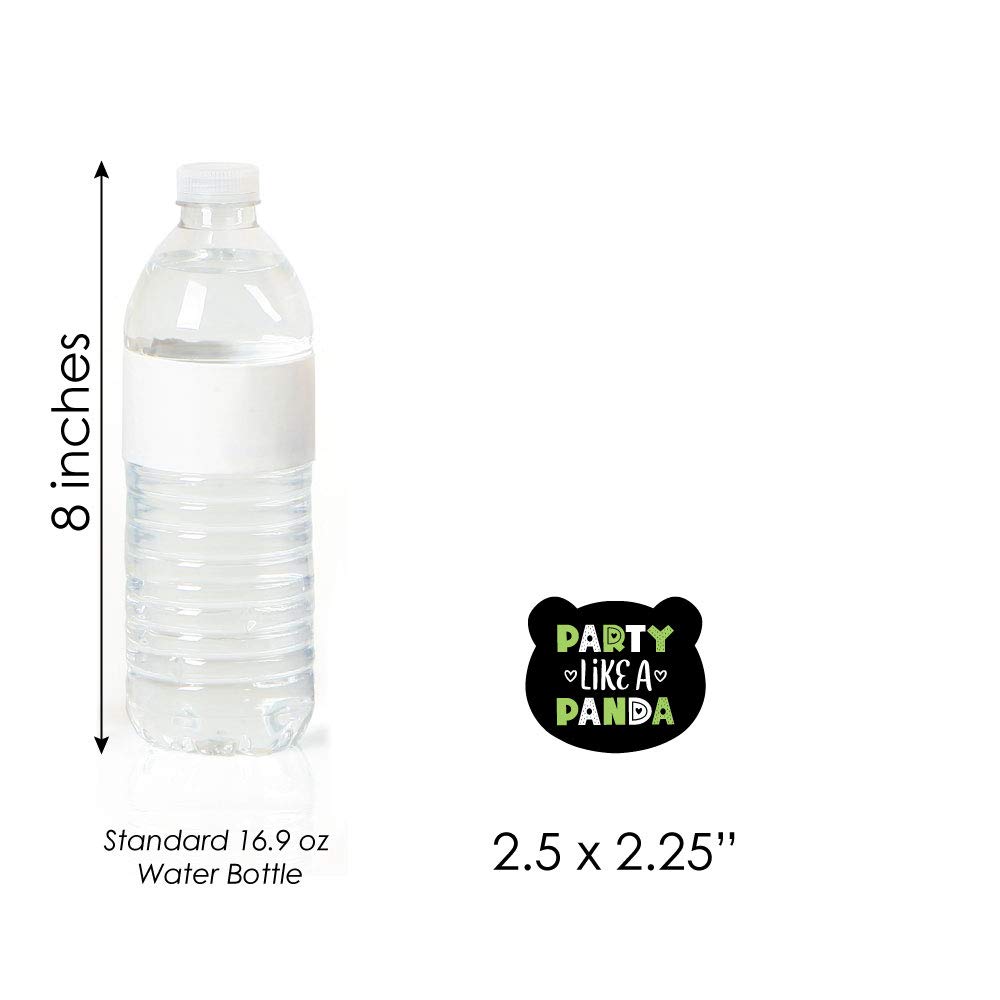 8 inches
PARTY
LIKE A
PANDA
Standard 16.9 oz
Water Bottle
2.5 x 2.25”